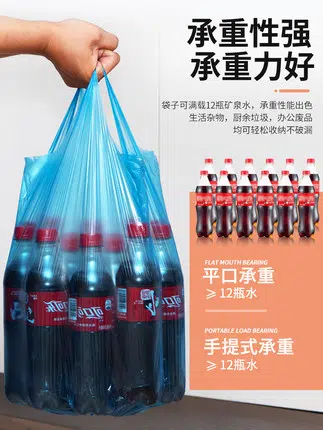 承重性强
承重力好
袋子可满载12瓶矿泉水，承重性能出色
生活杂物，厨余垃圾，办公废品
均可轻松收纳不破漏
FLAT MOUTH BEARING
平口承重
⩾12瓶水
PORTABLE LOAD BEARING
手提式承重
⩾12瓶水